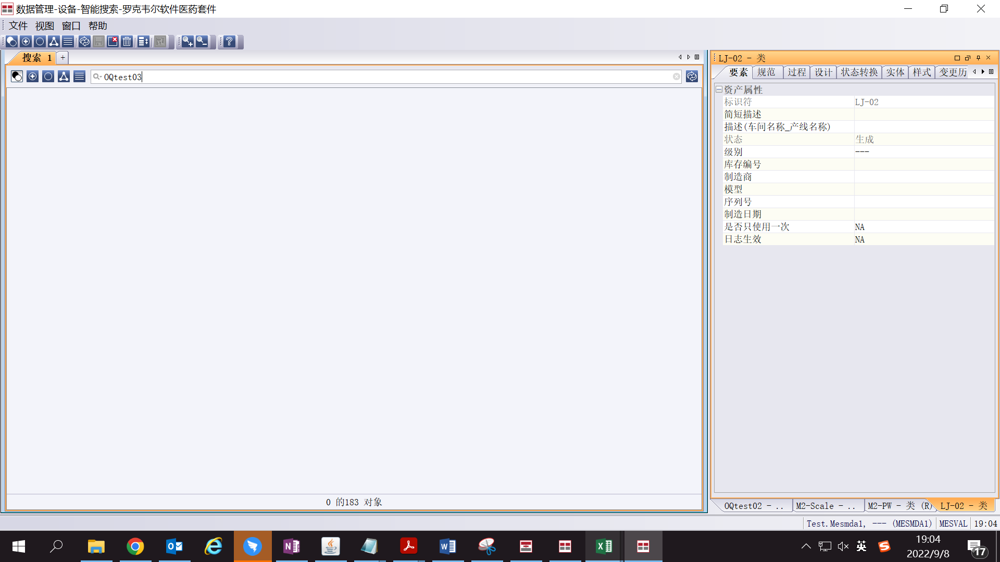 数据管理-设备-智能搜索-罗克韦尔软件医药套件
文件 视图 窗口 帮助
搜索 1 +
OQtest03
0 的183 对象
LJ-02 - 类
要素 规范 过程 设计 状态转换 实体 样式 变更历
资产属性
标识符 LJ-02
简短描述
描述(车间名称_产线名称)
状态 生成
级别 ---
库存编号
制造商
模型
序列号
制造日期
是否只使用一次 NA
日志生效 NA
OQtest02 - .. M2-Scale - .. M2-PW - 类 (R) LJ-02 - 类
Test.Mesmda1, --- (MESMDA1) MESVAL 19:04
英 19:04
2022/9/8
17